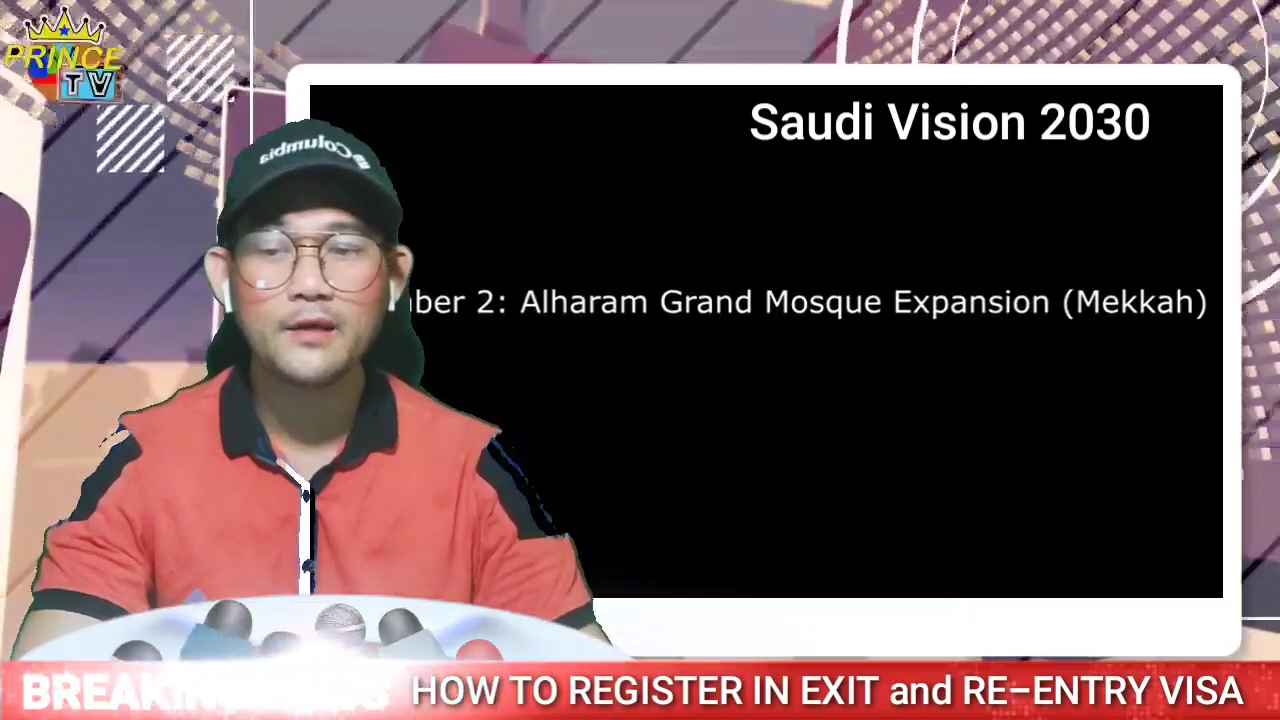 PRINCE
TV
Saudi Vision 2030
Columbia
2: Alharam Grand Mosque Expansion (Mekkah)
HOW TO REGISTER IN EXIT and RE-ENTRY VISA